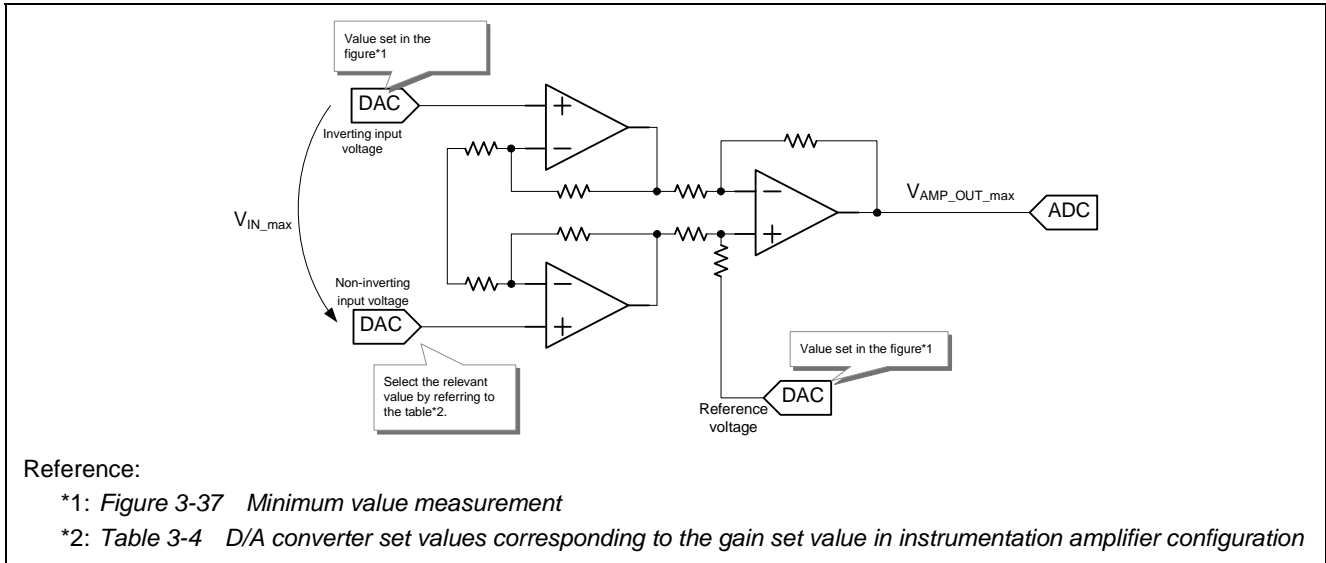 Value set in the
figure*1
DAC
Inverting input
voltage
V_IN_max
Non-inverting
input voltage
DAC
Select the relevant
value by referring to
the table*2.
+
−
−
+
−
+
V_AMP_OUT_max
ADC
Value set in the figure*1
DAC
Reference
voltage
Reference:
*1: Figure 3-37 Minimum value measurement
*2: Table 3-4 D/A converter set values corresponding to the gain set value in instrumentation amplifier configuration